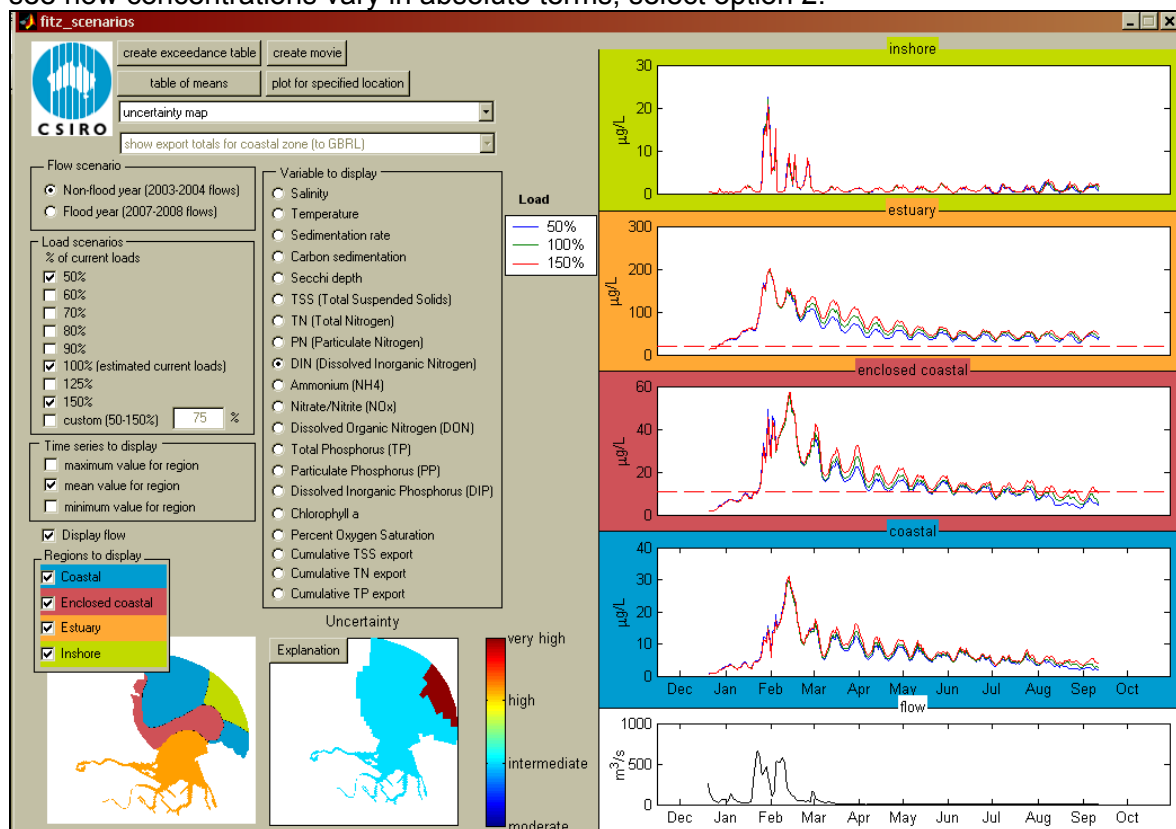 see how concentrations vary in absolute terms, select option 2.
fitz_scenarios
CSIRO
create exceedance table
create movie
table of means
plot for specified location
uncertainty map
show export totals for coastal zone (to GBRL)
Flow scenario
Non-flood year (2003-2004 flows)
Flood year (2007-2008 flows)
Load scenarios
% of current loads
50%
60%
70%
80%
90%
100% (estimated current loads)
125%
150%
custom (50-150%) 75 %
Time series to display
maximum value for region
mean value for region
minimum value for region
Display flow
Regions to display
Coastal
Enclosed coastal
Estuary
Inshore
Variable to display
Salinity
Temperature
Sedimentation rate
Carbon sedimentation
Secchi depth
TSS (Total Suspended Solids)
TN (Total Nitrogen)
PN (Particulate Nitrogen)
DIN (Dissolved Inorganic Nitrogen)
Ammonium (NH4)
Nitrate/Nitrite (NOx)
Dissolved Organic Nitrogen (DON)
Total Phosphorus (TP)
Particulate Phosphorus (PP)
Dissolved Inorganic Phosphorus (DIP)
Chlorophyll a
Percent Oxygen Saturation
Cumulative TSS export
Cumulative TN export
Cumulative TP export
Uncertainty
Explanation
very high
high
intermediate
moderate
Load
50%
100%
150%
inshore
30
20
10
0
µg/L
estuary
300
200
100
0
µg/L
enclosed coastal
60
40
20
0
µg/L
coastal
40
30
20
10
0
µg/L
Dec Jan Feb Mar Apr May Jun Jul Aug Sep Oct
flow
1000
500
0
m³/s
Dec Jan Feb Mar Apr May Jun Jul Aug Sep Oct